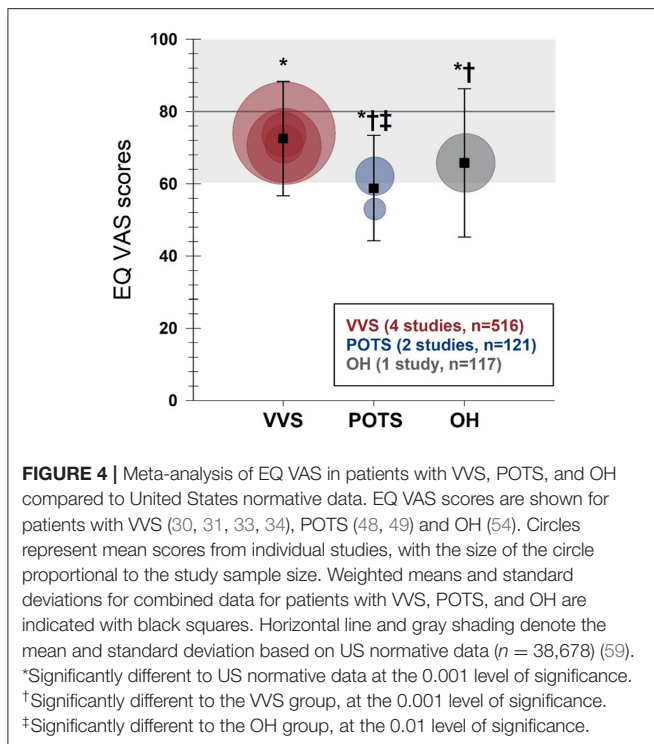 100
80
60
40
20
0
EQ VAS scores
*
*†‡
*†
VVS (4 studies, n=516)
POTS (2 studies, n=121)
OH (1 study, n=117)
VVS POTS OH
FIGURE 4 | Meta-analysis of EQ VAS in patients with VVS, POTS, and OH
compared to United States normative data. EQ VAS scores are shown for
patients with VVS (30, 31, 33, 34), POTS (48, 49) and OH (54). Circles
represent mean scores from individual studies, with the size of the circle
proportional to the study sample size. Weighted means and standard
deviations for combined data for patients with VVS, POTS, and OH are
indicated with black squares. Horizontal line and gray shading denote the
mean and standard deviation based on US normative data (n = 38,678) (59).
*Significantly different to US normative data at the 0.001 level of significance.
†Significantly different to the VVS group, at the 0.001 level of significance.
‡Significantly different to the OH group, at the 0.01 level of significance.